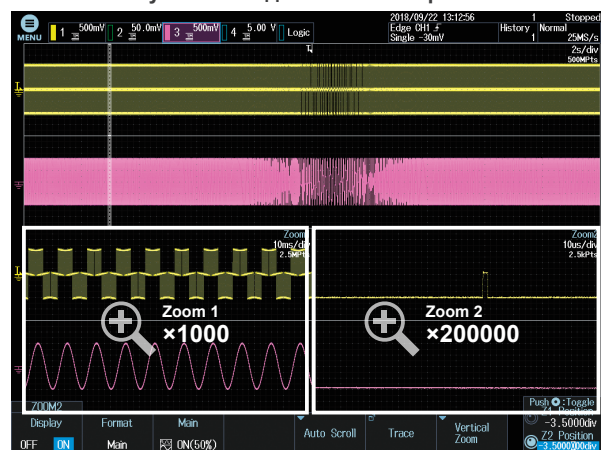 2018/09/22 13:12:56 1 Stopped
MENU 1 500mV 2 50.0mV 3 500mV 4 5.00 V Logic Edge CH1 History Normal
Single -30mV 1 25MS/s
2s/div
500MPts
Zoom Zoom2
10ms/div 10us/div
2.5MPts 2.5kPts
Zoom 1 Zoom 2
×1000 ×200000
ZOOM2 Push :Toggle
Display Format Main Auto Scroll Trace Vertical Zoom Z1 Position
-3.5000div
OFF ON Main ON(50%) Z2 Position
-3.5000000div